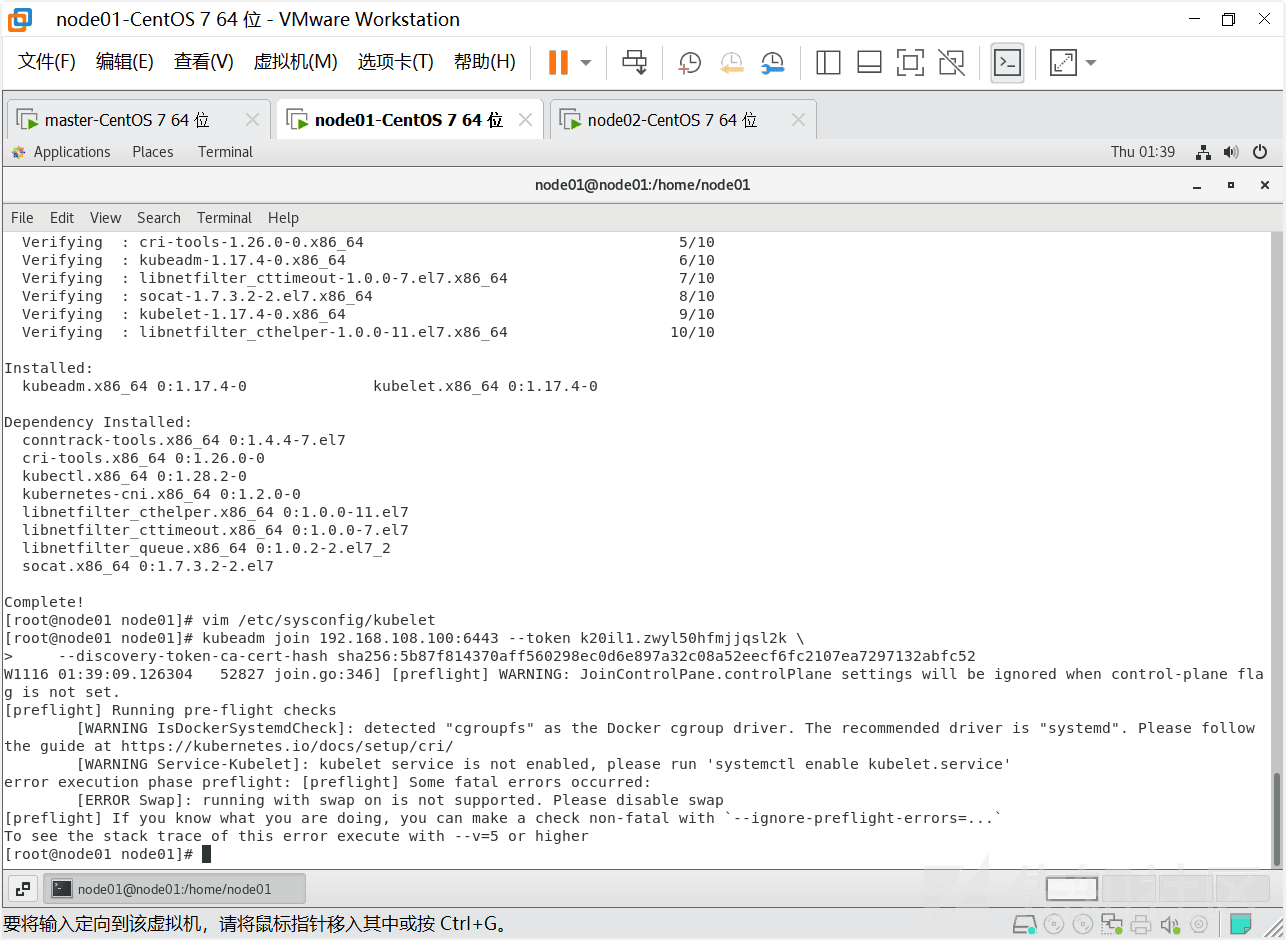 node01-CentOS 7 64 位 - VMware Workstation
文件(F) 编辑(E) 查看(V) 虚拟机(M) 选项卡(T) 帮助(H)
master-CentOS 7 64 位 node01-CentOS 7 64 位 node02-CentOS 7 64 位
Applications Places Terminal Thu 01:39
node01@node01:/home/node01
File Edit View Search Terminal Help
Verifying : cri-tools-1.26.0-0.x86_64 5/10
Verifying : kubeadm-1.17.4-0.x86_64 6/10
Verifying : libnetfilter_cttimeout-1.0.0-7.el7.x86_64 7/10
Verifying : socat-1.7.3.2-2.el7.x86_64 8/10
Verifying : kubelet-1.17.4-0.x86_64 9/10
Verifying : libnetfilter_cthelper-1.0.0-11.el7.x86_64 10/10
Installed:
kubeadm.x86_64 0:1.17.4-0 kubelet.x86_64 0:1.17.4-0
Dependency Installed:
conntrack-tools.x86_64 0:1.4.4-7.el7
cri-tools.x86_64 0:1.26.0-0
kubectl.x86_64 0:1.28.2-0
kubernetes-cni.x86_64 0:1.2.0-0
libnetfilter_cthelper.x86_64 0:1.0.0-11.el7
libnetfilter_cttimeout.x86_64 0:1.0.0-7.el7
libnetfilter_queue.x86_64 0:1.0.2-2.el7_2
socat.x86_64 0:1.7.3.2-2.el7
Complete!
[root@node01 node01]# vim /etc/sysconfig/kubelet
[root@node01 node01]# kubeadm join 192.168.108.100:6443 --token k20il1.zwyl50hfmjjqsl2k \
> --discovery-token-ca-cert-hash sha256:5b87f814370aff560298ec0d6e897a32c08a52eecf6fc2107ea7297132abfc52
W1116 01:39:09.126304 52827 join.go:346] [preflight] WARNING: JoinControlPane.controlPlane settings will be ignored when control-plane fla
g is not set.
[preflight] Running pre-flight checks
[WARNING IsDockerSystemdCheck]: detected "cgroupfs" as the Docker cgroup driver. The recommended driver is "systemd". Please follow
the guide at https://kubernetes.io/docs/setup/cri/
[WARNING Service-Kubelet]: kubelet service is not enabled, please run 'systemctl enable kubelet.service'
error execution phase preflight: [preflight] Some fatal errors occurred:
[ERROR Swap]: running with swap on is not supported. Please disable swap
[preflight] If you know what you are doing, you can make a check non-fatal with `--ignore-preflight-errors=...`
To see the stack trace of this error execute with --v=5 or higher
[root@node01 node01]#
node01@node01:/home/node01
要将输入定向到该虚拟机，请将鼠标指针移入其中或按 Ctrl+G。